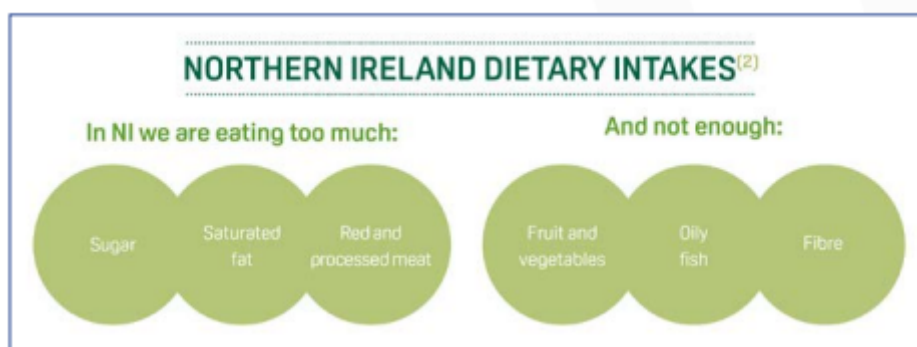 NORTHERN IRELAND DIETARY INTAKES(2)
In NI we are eating too much:
Sugar
Saturated
fat
Red and
processed meat
And not enough:
Fruit and
vegetables
Oily
fish
Fibre